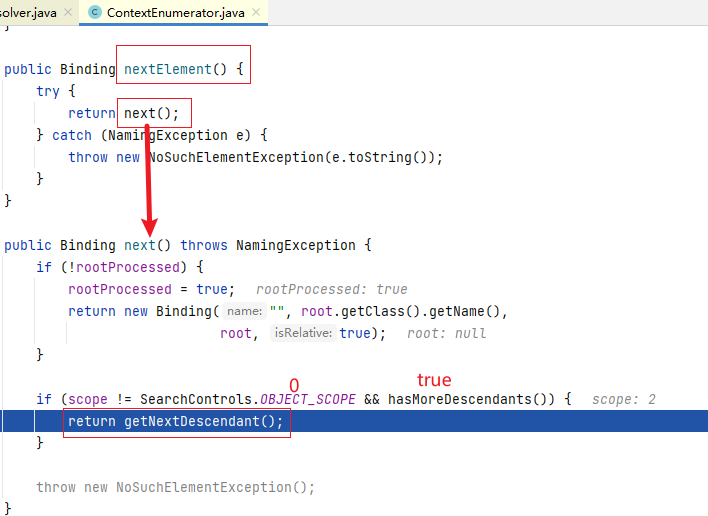 solver.java × ContextEnumerator.java ×
}
public Binding nextElement() {
try {
return next();
} catch (NamingException e) {
throw new NoSuchElementException(e.toString());
}
}
public Binding next() throws NamingException {
if (!rootProcessed) {
rootProcessed = true; rootProcessed: true
return new Binding( name: "", root.getClass().getName(),
root, isRelative: true); root: null
}
0 true
if (scope != SearchControls.OBJECT_SCOPE && hasMoreDescendants()) { scope: 2
return getNextDescendant();
}
throw new NoSuchElementException();
}